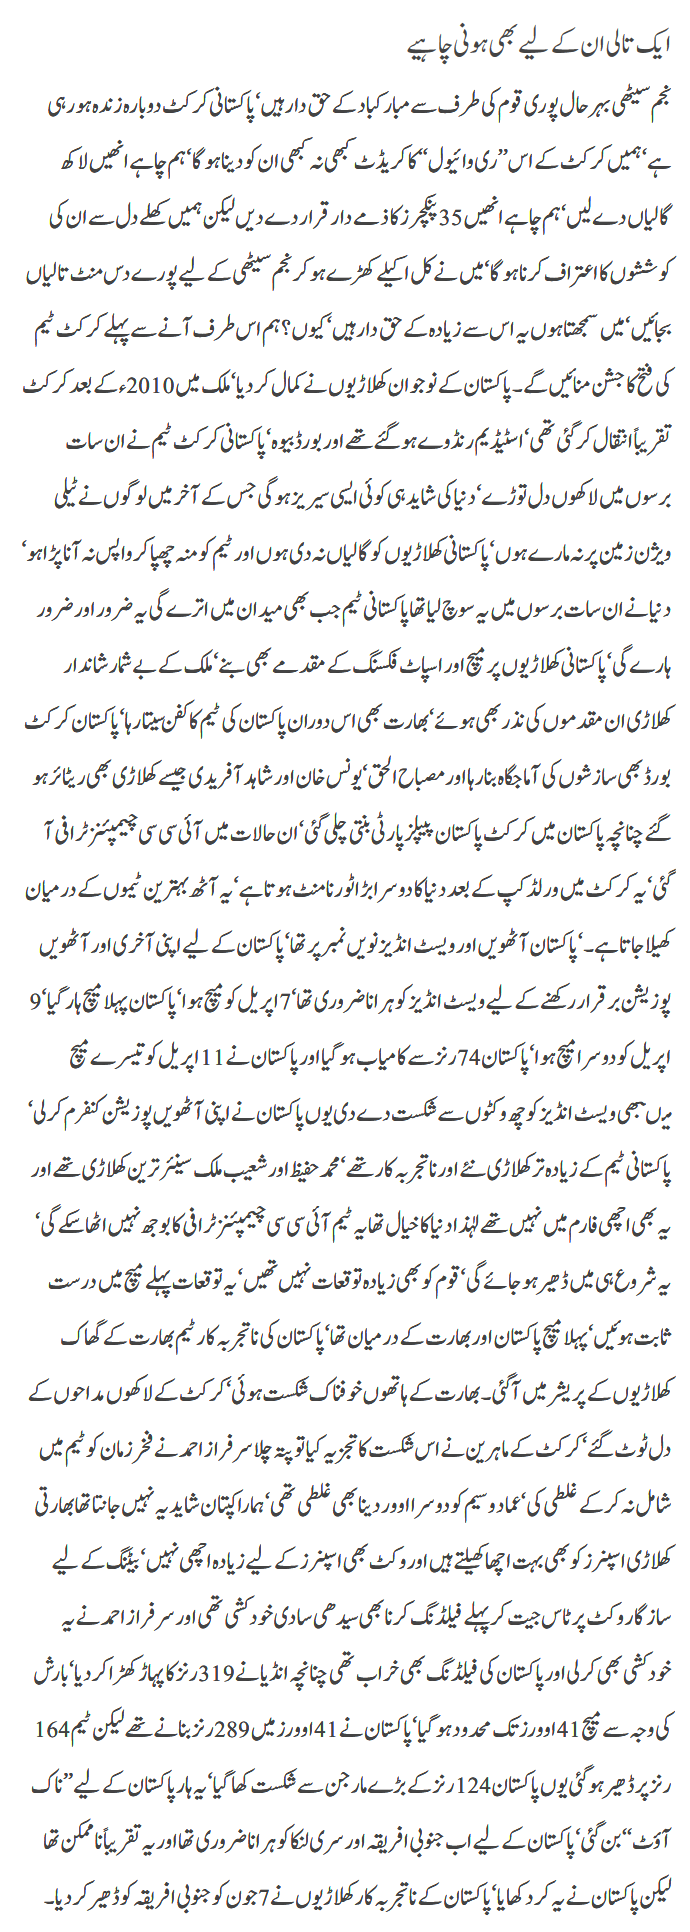 ایک تالی ان کے لیے بھی ہونی چاہیے
نجم سیٹھی بہرحال پوری قوم کی طرف سے مبارکباد کے حق دار ہیں‘ پاکستانی کرکٹ دوبارہ زندہ ہو رہی
ہے‘ ہمیں کرکٹ کے اس ’’ری وائیول‘‘ کا کریڈٹ کبھی نہ کبھی ان کو دینا ہو گا‘ ہم چاہے انھیں لاکھ
گالیاں دے لیں‘ ہم چاہے انھیں 35 پنکچرز کا ذمے دار قرار دے دیں لیکن ہمیں کھلے دل سے ان کی
کوششوں کا اعتراف کرنا ہو گا‘ میں نے کل اکیلے کھڑے ہو کر نجم سیٹھی کے لیے پورے دس منٹ تالیاں
بجائیں‘ میں سمجھتا ہوں یہ اس سے زیادہ کے حق دار ہیں‘ کیوں؟ ہم اس طرف آنے سے پہلے کرکٹ ٹیم
کی فتح کا جشن منائیں گے۔ پاکستان کے نوجوان کھلاڑیوں نے کمال کر دیا‘ ملک میں 2010ء کے بعد کرکٹ
تقریباً انتقال کر گئی تھی‘ اسٹیڈیم رنڈوے ہو گئے تھے اور بورڈ بیوہ‘ پاکستانی کرکٹ ٹیم نے ان سات
برسوں میں لاکھوں دل توڑے‘ دنیا کی شاید ہی کوئی ایسی سیریز ہو گی جس کے آخر میں لوگوں نے ٹیلی
ویژن زمین پر نہ مارے ہوں‘ پاکستانی کھلاڑیوں کو گالیاں نہ دی ہوں اور ٹیم کو منہ چھپا کر واپس نہ آنا پڑا ہو‘
دنیا نے ان سات برسوں میں یہ سوچ لیا تھا پاکستانی ٹیم جب بھی میدان میں اترے گی یہ ضرور اور ضرور
ہارے گی‘ پاکستانی کھلاڑیوں پر میچ اور اسپاٹ فکسنگ کے مقدمے بھی بنے‘ ملک کے بے شمار شاندار
کھلاڑی ان مقدموں کی نذر بھی ہوئے‘ بھارت بھی اس دوران پاکستان کی ٹیم کا کفن سیتا رہا‘ پاکستان کرکٹ
بورڈ بھی سازشوں کی آماجگاہ بنا رہا اور مصباح الحق‘ یونس خان اور شاہد آفریدی جیسے کھلاڑی بھی ریٹائر ہو
گئے چنانچہ پاکستان میں کرکٹ پاکستان پیپلز پارٹی بنتی چلی گئی‘ ان حالات میں آئی سی سی چیمپئنز ٹرافی آ
گئی‘ یہ کرکٹ میں ورلڈ کپ کے بعد دنیا کا دوسرا بڑا ٹورنامنٹ ہوتا ہے‘ یہ آٹھ بہترین ٹیموں کے درمیان
کھیلا جاتا ہے۔ ‘پاکستان آٹھویں اور ویسٹ انڈیز نویں نمبر پر تھا‘ پاکستان کے لیے اپنی آخری اور آٹھویں
پوزیشن برقرار رکھنے کے لیے ویسٹ انڈیز کو ہرانا ضروری تھا‘ 7 اپریل کو میچ ہوا‘ پاکستان پہلا میچ ہار گیا‘ 9
اپریل کو دوسرا میچ ہوا‘ پاکستان 74 رنز سے کامیاب ہو گیا اور پاکستان نے 11 اپریل کو تیسرے میچ
میں بھی ویسٹ انڈیز کو چھ وکٹوں سے شکست دے دی یوں پاکستان نے اپنی آٹھویں پوزیشن کنفرم کر لی‘
پاکستانی ٹیم کے زیادہ تر کھلاڑی نئے اور ناتجربہ کار تھے‘ محمد حفیظ اور شعیب ملک سینئر ترین کھلاڑی تھے اور
یہ بھی اچھی فارم میں نہیں تھے لہٰذا دنیا کا خیال تھا یہ ٹیم آئی سی سی چیمپئنز ٹرافی کا بوجھ نہیں اٹھا سکے گی‘
یہ شروع ہی میں ڈھیر ہو جائے گی‘ قوم کو بھی زیادہ توقعات نہیں تھیں‘ یہ توقعات پہلے میچ میں درست
ثابت ہوئیں‘ پہلا میچ پاکستان اور بھارت کے درمیان تھا‘ پاکستان کی ناتجربہ کار ٹیم بھارت کے گھاک
کھلاڑیوں کے پریشر میں آ گئی۔ بھارت کے ہاتھوں خوفناک شکست ہوئی‘ کرکٹ کے لاکھوں مداحوں کے
دل ٹوٹ گئے‘ کرکٹ کے ماہرین نے اس شکست کا تجزیہ کیا تو پتہ چلا سرفراز احمد نے فخر زمان کو ٹیم میں
شامل نہ کر کے غلطی کی‘ عماد وسیم کو دوسرا اوور دینا بھی غلطی تھی‘ ہمارا کپتان شاید یہ نہیں جانتا تھا بھارتی
کھلاڑی اسپنرز کو بھی بہت اچھا کھیلتے ہیں اور وکٹ بھی اسپنرز کے لیے زیادہ اچھی نہیں‘ بیٹنگ کے لیے
سازگار وکٹ پر ٹاس جیت کر پہلے فیلڈنگ کرنا بھی سیدھی سادی خودکشی تھی اور سرفراز احمد نے یہ
خودکشی بھی کر لی اور پاکستان کی فیلڈنگ بھی خراب تھی چنانچہ انڈیا نے 319 رنز کا پہاڑ کھڑا کر دیا‘ بارش
کی وجہ سے میچ 41 اوورز تک محدود ہو گیا‘ پاکستان نے 41 اوورز میں 289 رنز بنانے تھے لیکن ٹیم 164
رنز پر ڈھیر ہو گئی یوں پاکستان 124 رنز کے بڑے مارجن سے شکست کھا گیا‘ یہ ہار پاکستان کے لیے ’’ناک
آؤٹ‘‘ بن گئی‘ پاکستان کے لیے اب جنوبی افریقہ اور سری لنکا کو ہرانا ضروری تھا اور یہ تقریباً ناممکن تھا
لیکن پاکستان نے یہ کر دکھایا‘ پاکستان کے ناتجربہ کار کھلاڑیوں نے 7 جون کو جنوبی افریقہ کو ڈھیر کر دیا۔